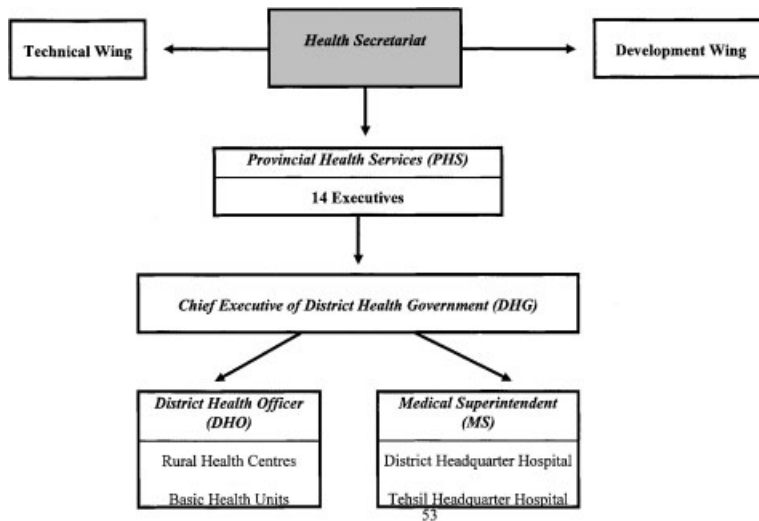 Health Secretariat
Technical Wing
Development Wing
Provincial Health Services (PHS)
14 Executives
Chief Executive of District Health Government (DHG)
District Health Officer
(DHO)
Rural Health Centres
Basic Health Units
Medical Superintendent
(MS)
District Headquarter Hospital
Tehsil Headquarter Hospital
53